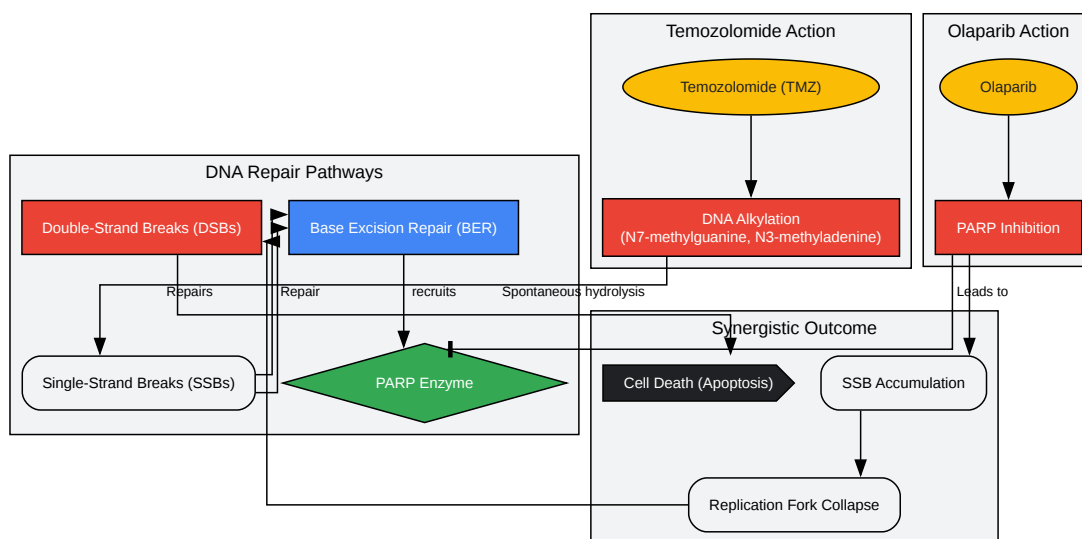 Temozolomide Action
Olaparib Action
Temozolomide (TMZ)
Olaparib
DNA Repair Pathways
Double-Strand Breaks (DSBs)
Base Excision Repair (BER)
DNA Alkylation
(N7-methylguanine, N3-methyladenine)
PARP Inhibition
Repairs
Repair
recruits
Spontaneous hydrolysis
Leads to
Synergistic Outcome
Single-Strand Breaks (SSBs)
PARP Enzyme
Cell Death (Apoptosis)
SSB Accumulation
Replication Fork Collapse